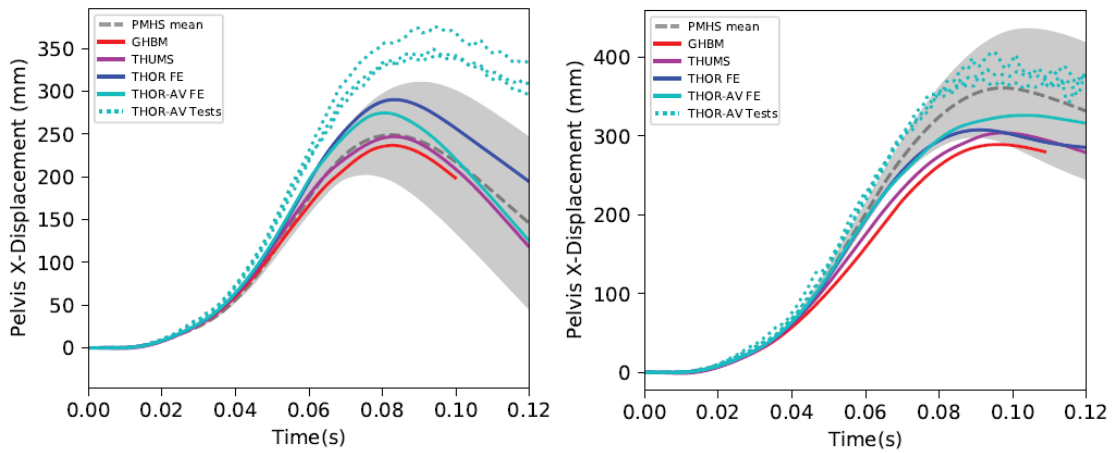 PMHS mean
GHBM
THUMS
THOR FE
THOR-AV FE
THOR-AV Tests
350
300
250
200
150
100
50
0
Pelvis X-Displacement (mm)
0.00 0.02 0.04 0.06 0.08 0.10 0.12
Time(s)
PMHS mean
GHBM
THUMS
THOR FE
THOR-AV FE
THOR-AV Tests
400
300
200
100
0
Pelvis X-Displacement (mm)
0.00 0.02 0.04 0.06 0.08 0.10 0.12
Time(s)